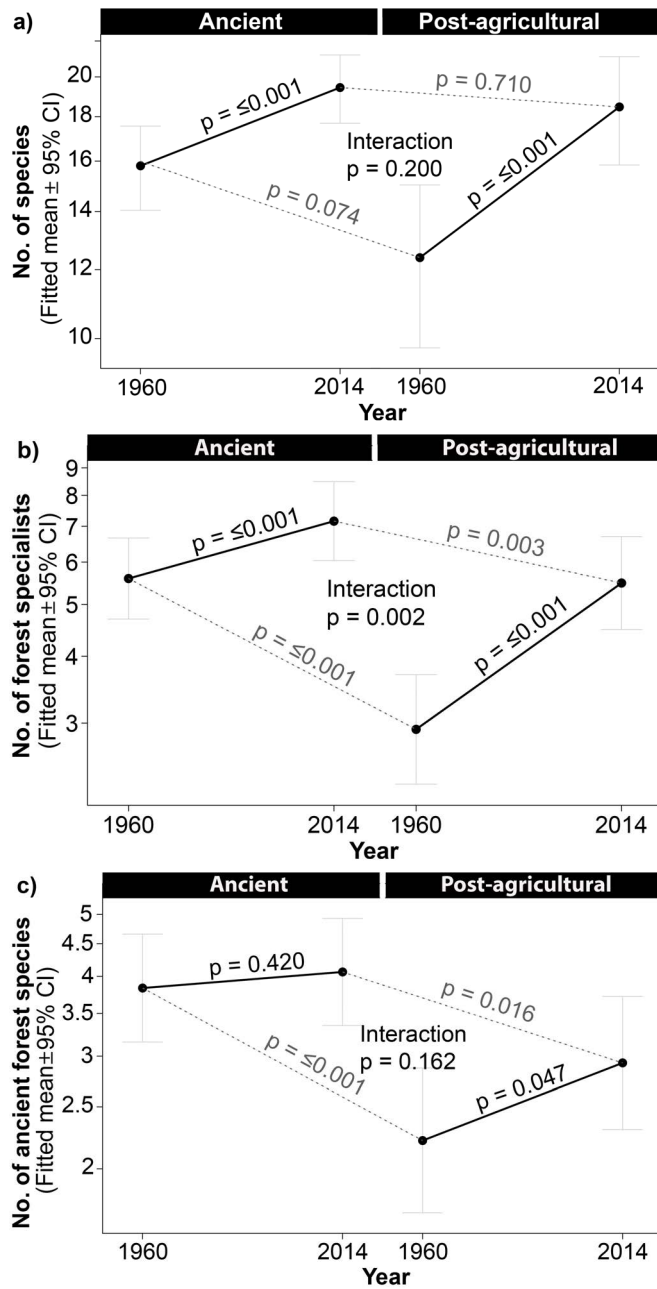 a)
Ancient
Post-agricultural
No. of species
(Fitted mean± 95% CI)
20
18
16
14
12
10
p = ≤0.001
p = 0.710
Interaction
p = 0.200
p = 0.074
p = ≤0.001
1960
2014
1960
2014
Year
b)
Ancient
Post-agricultural
No. of forest specialists
(Fitted mean±95% CI)
9
8
7
6
5
4
3
p = ≤0.001
p = 0.003
Interaction
p = 0.002
p = ≤0.001
p = ≤0.001
1960
2014
1960
2014
Year
c)
Ancient
Post-agricultural
No. of ancient forest species
(Fitted mean±95% CI)
5
4.5
4
3.5
3
2.5
2
p = 0.420
p = 0.016
Interaction
p = 0.162
p = ≤0.001
p = 0.047
1960
2014
1960
2014
Year